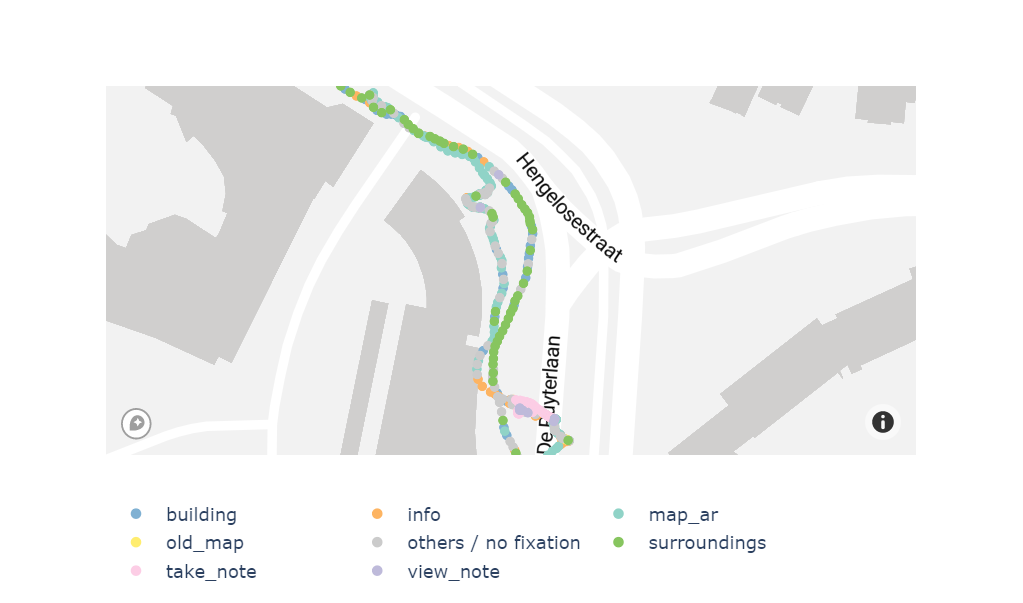 Hengelosestraat
De Ruyterlaan
building
info
map_ar
old_map
others / no fixation
surroundings
take_note
view_note